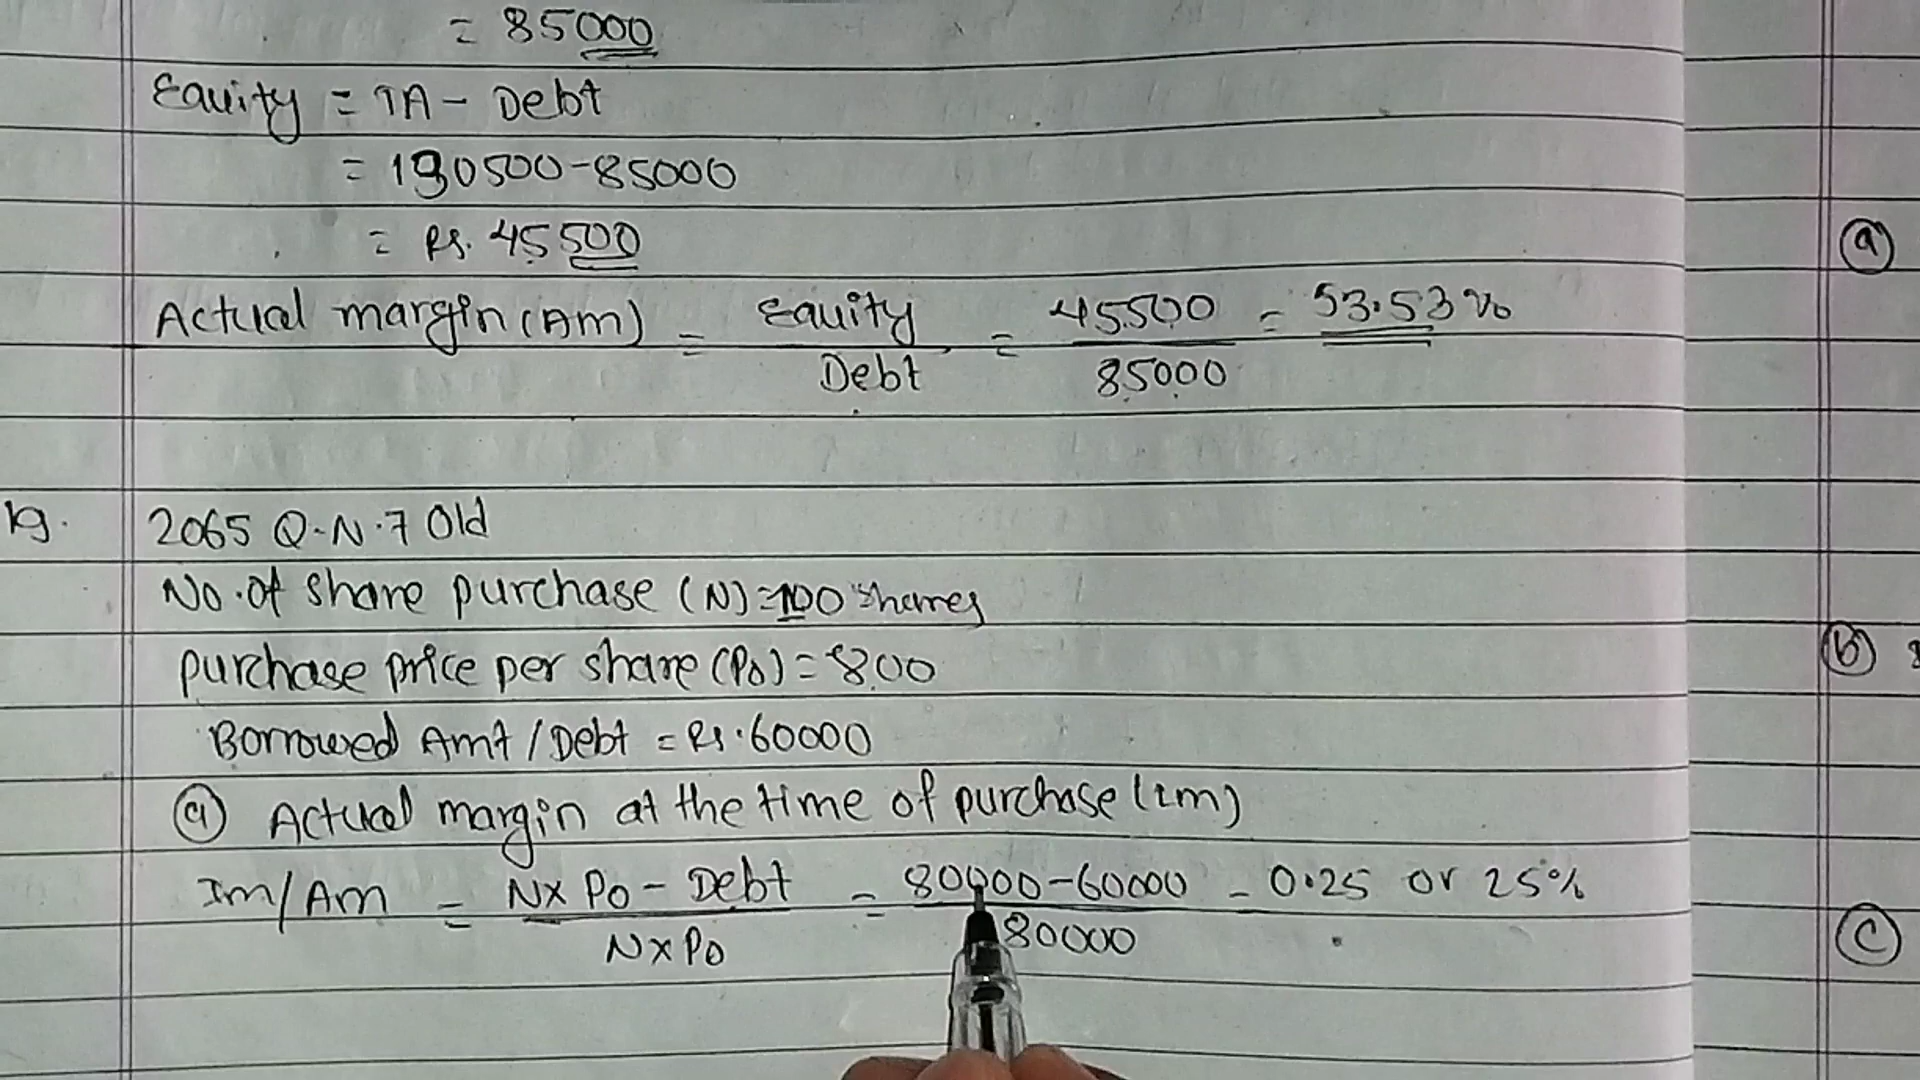 = 85000
Equity = TA - Debt
= 130500-85000
= Rs. 45500
Actual margin (Am) = Equity / Debt = 45500 / 85000 = 53.53%
19. 2065 Q.N.7 Old
No. of share purchase (N) = 100 shares
purchase price per share (P0) = 800
Borrowed Amt / Debt = Rs. 60000
(a) Actual margin at the time of purchase (Im)
Im/Am = N x P0 - Debt / N x P0 = 80000-60000 / 80000 = 0.25 or 25%
(a)
(b)
(c)